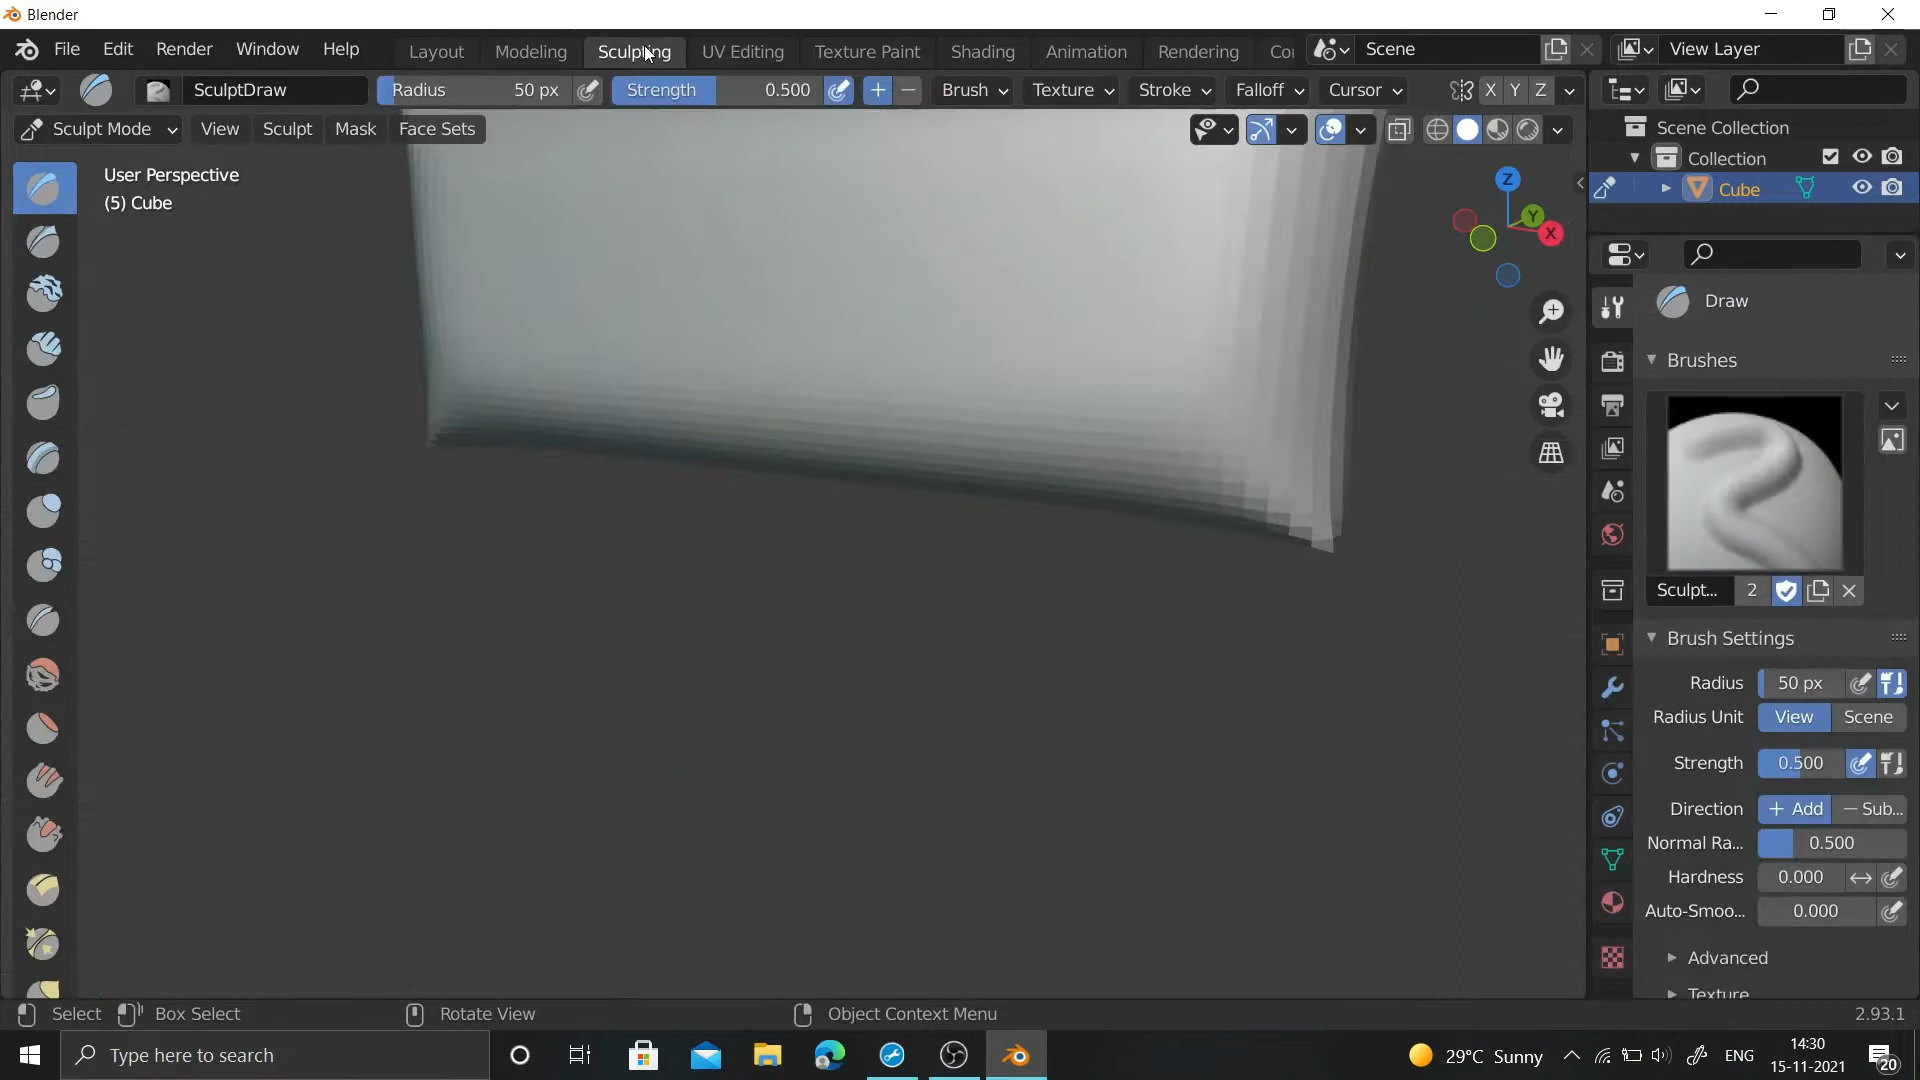 Blender
File Edit Render Window Help Layout Modeling Sculpting UV Editing Texture Paint Shading Animation Rendering Co Scene View Layer
SculptDraw Radius 50 px Strength 0.500 + − Brush Texture Stroke Falloff Cursor X Y Z
Sculpt Mode View Sculpt Mask Face Sets
Scene Collection
Collection
Cube
User Perspective
(5) Cube
Z
Y
X
Draw
Brushes
Sculpt... 2
Brush Settings
Radius 50 px
Radius Unit View Scene
Strength 0.500
Direction + Add − Sub...
Normal Ra... 0.500
Hardness 0.000
Auto-Smoo... 0.000
Advanced
Texture
Select Box Select Rotate View Object Context Menu 2.93.1
Type here to search 29°C Sunny ENG 14:30
15-11-2021 20